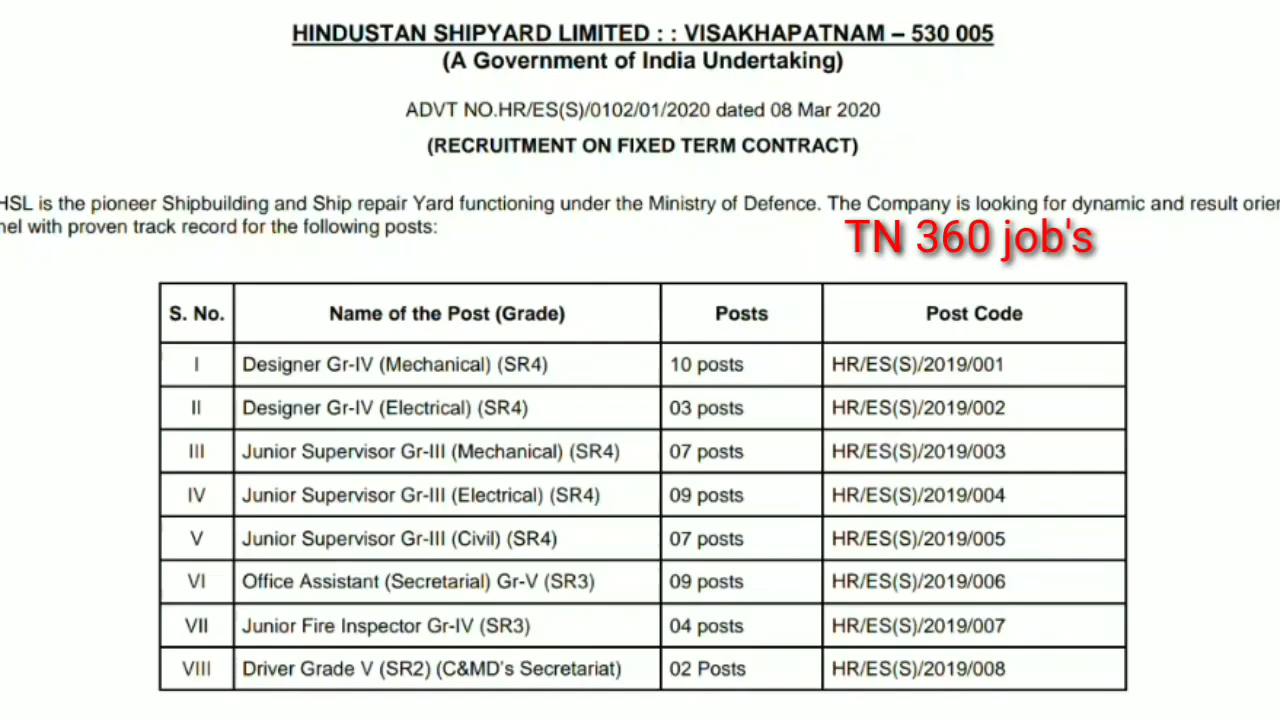 HINDUSTAN SHIPYARD LIMITED : : VISAKHAPATNAM – 530 005
(A Government of India Undertaking)
ADVT NO.HR/ES(S)/0102/01/2020 dated 08 Mar 2020
(RECRUITMENT ON FIXED TERM CONTRACT)
HSL is the pioneer Shipbuilding and Ship repair Yard functioning under the Ministry of Defence. The Company is looking for dynamic and result
with proven track record for the following posts:
TN 360 job's
S. No. Name of the Post (Grade) Posts Post Code
I Designer Gr-IV (Mechanical) (SR4) 10 posts HR/ES(S)/2019/001
II Designer Gr-IV (Electrical) (SR4) 03 posts HR/ES(S)/2019/002
III Junior Supervisor Gr-III (Mechanical) (SR4) 07 posts HR/ES(S)/2019/003
IV Junior Supervisor Gr-III (Electrical) (SR4) 09 posts HR/ES(S)/2019/004
V Junior Supervisor Gr-III (Civil) (SR4) 07 posts HR/ES(S)/2019/005
VI Office Assistant (Secretarial) Gr-V (SR3) 09 posts HR/ES(S)/2019/006
VII Junior Fire Inspector Gr-IV (SR3) 04 posts HR/ES(S)/2019/007
VIII Driver Grade V (SR2) (C&MD's Secretariat) 02 Posts HR/ES(S)/2019/008